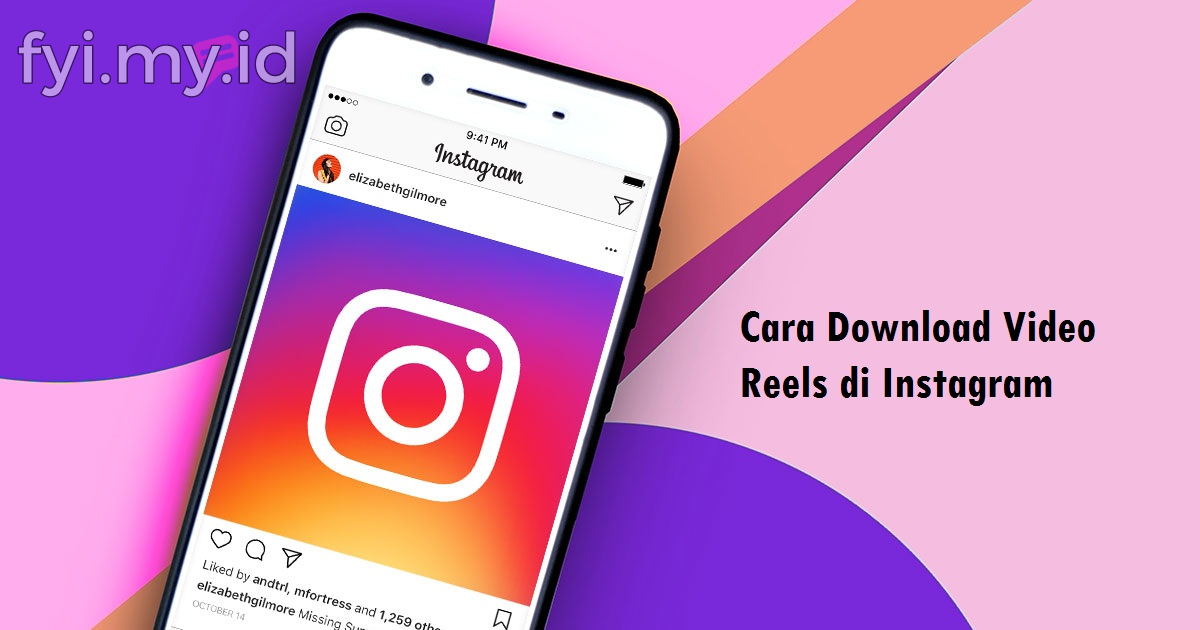 fyi.my.id
9:41 PM
Instagram
elizabethgilmore
Cara Download Video
Reels di Instagram
Liked by andtrl, mfortress and 1,259
elizabethgilmore Missing
OCTOBER 14